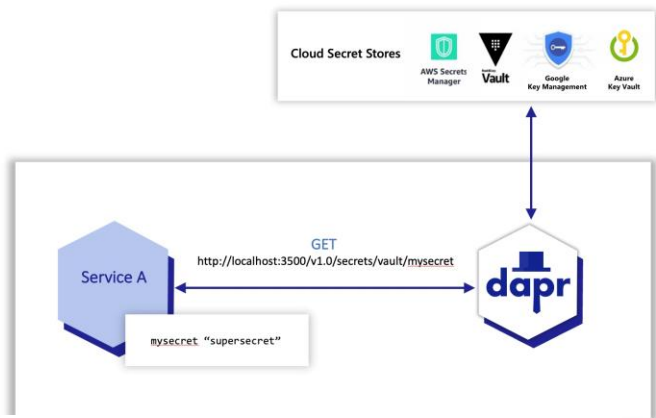 Cloud Secret Stores
AWS Secrets
Manager
Vault
Google
Key Management
Azure
Key Vault
GET
http://localhost:3500/v1.0/secrets/vault/mysecret
Service A
dapr
mysecret “supersecret”